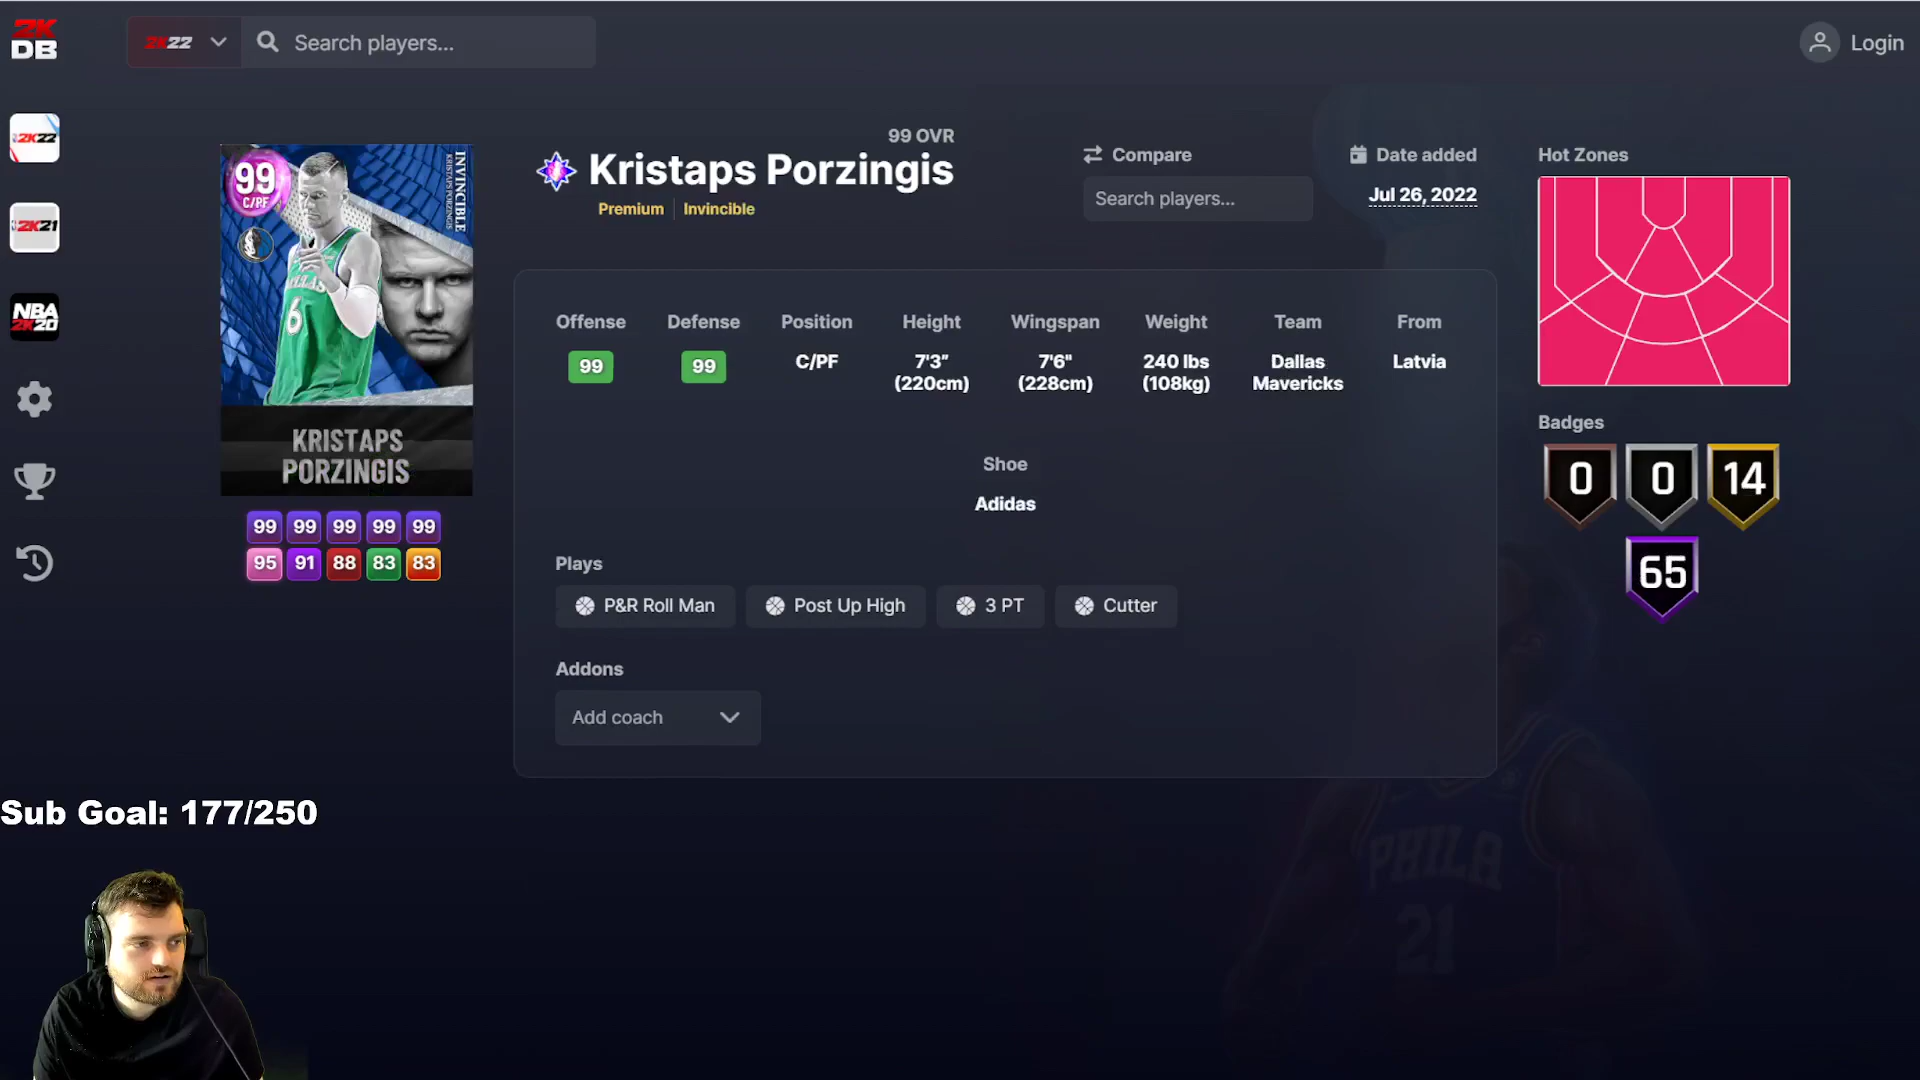 2K
DB
2K22
Search players...
Login
2K22
2K21
NBA
2K20
99
C/PF
INVINCIBLE
KRISTAPS PORZINGIS
DALLAS
6
KRISTAPS
PORZINGIS
99 99 99 99 99
95 91 88 83 83
99 OVR
Kristaps Porzingis
Premium Invincible
Compare
Search players...
Date added
Jul 26, 2022
Offense Defense Position Height Wingspan Weight Team From
99 99 C/PF 7'3" 7'6" 240 lbs Dallas Latvia
(220cm) (228cm) (108kg) Mavericks
Shoe
Adidas
Plays
P&R Roll Man Post Up High 3 PT Cutter
Addons
Add coach
Hot Zones
Badges
0 0 14
65
PHILA
21
Sub Goal: 177/250